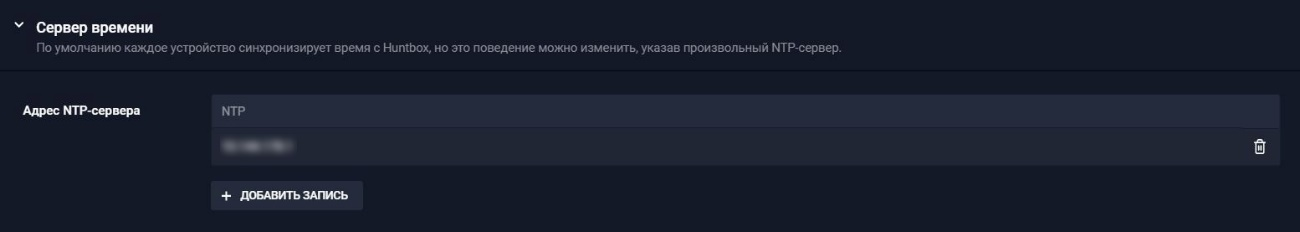 Сервер времени
По умолчанию каждое устройство синхронизирует время с Huntbox, но это поведение можно изменить, указав произвольный NTP-сервер.
Адрес NTP-сервера
NTP
+ ДОБАВИТЬ ЗАПИСЬ